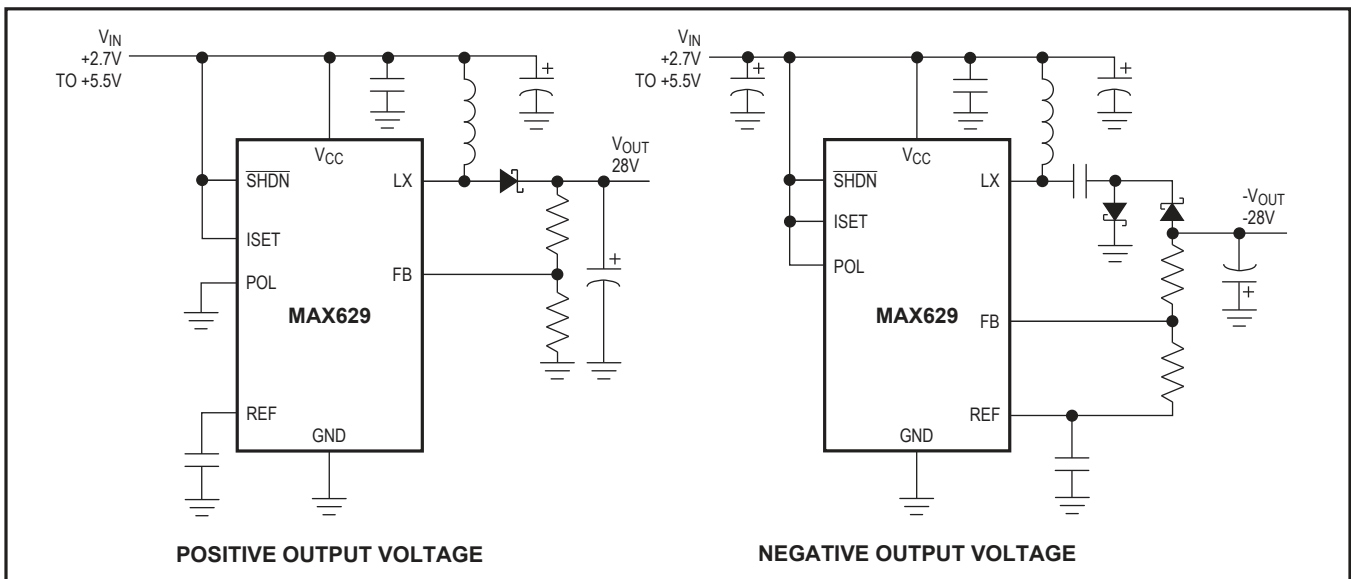 VIN
+2.7V
TO +5.5V
VCC
SHDN
LX
VOUT
28V
ISET
POL
FB
MAX629
REF
GND
POSITIVE OUTPUT VOLTAGE
VIN
+2.7V
TO +5.5V
VCC
SHDN
LX
ISET
-VOUT
-28V
POL
MAX629
FB
REF
GND
NEGATIVE OUTPUT VOLTAGE